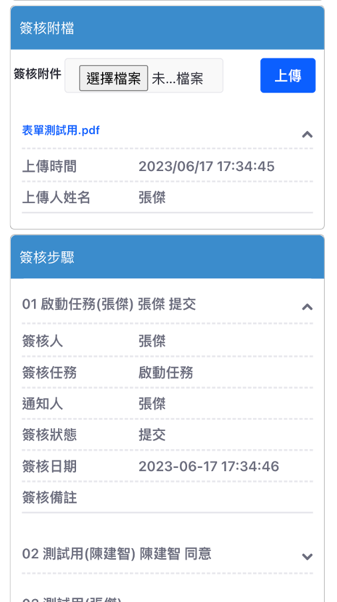 簽核附檔
簽核附件 選擇檔案 未...檔案 上傳
表單測試用.pdf
上傳時間 2023/06/17 17:34:45
上傳人姓名 張傑
簽核步驟
01 啟動任務(張傑) 張傑 提交
簽核人 張傑
簽核任務 啟動任務
通知人 張傑
簽核狀態 提交
簽核日期 2023-06-17 17:34:46
簽核備註
02 測試用(陳建智) 陳建智 同意
03 測試用(張傑)